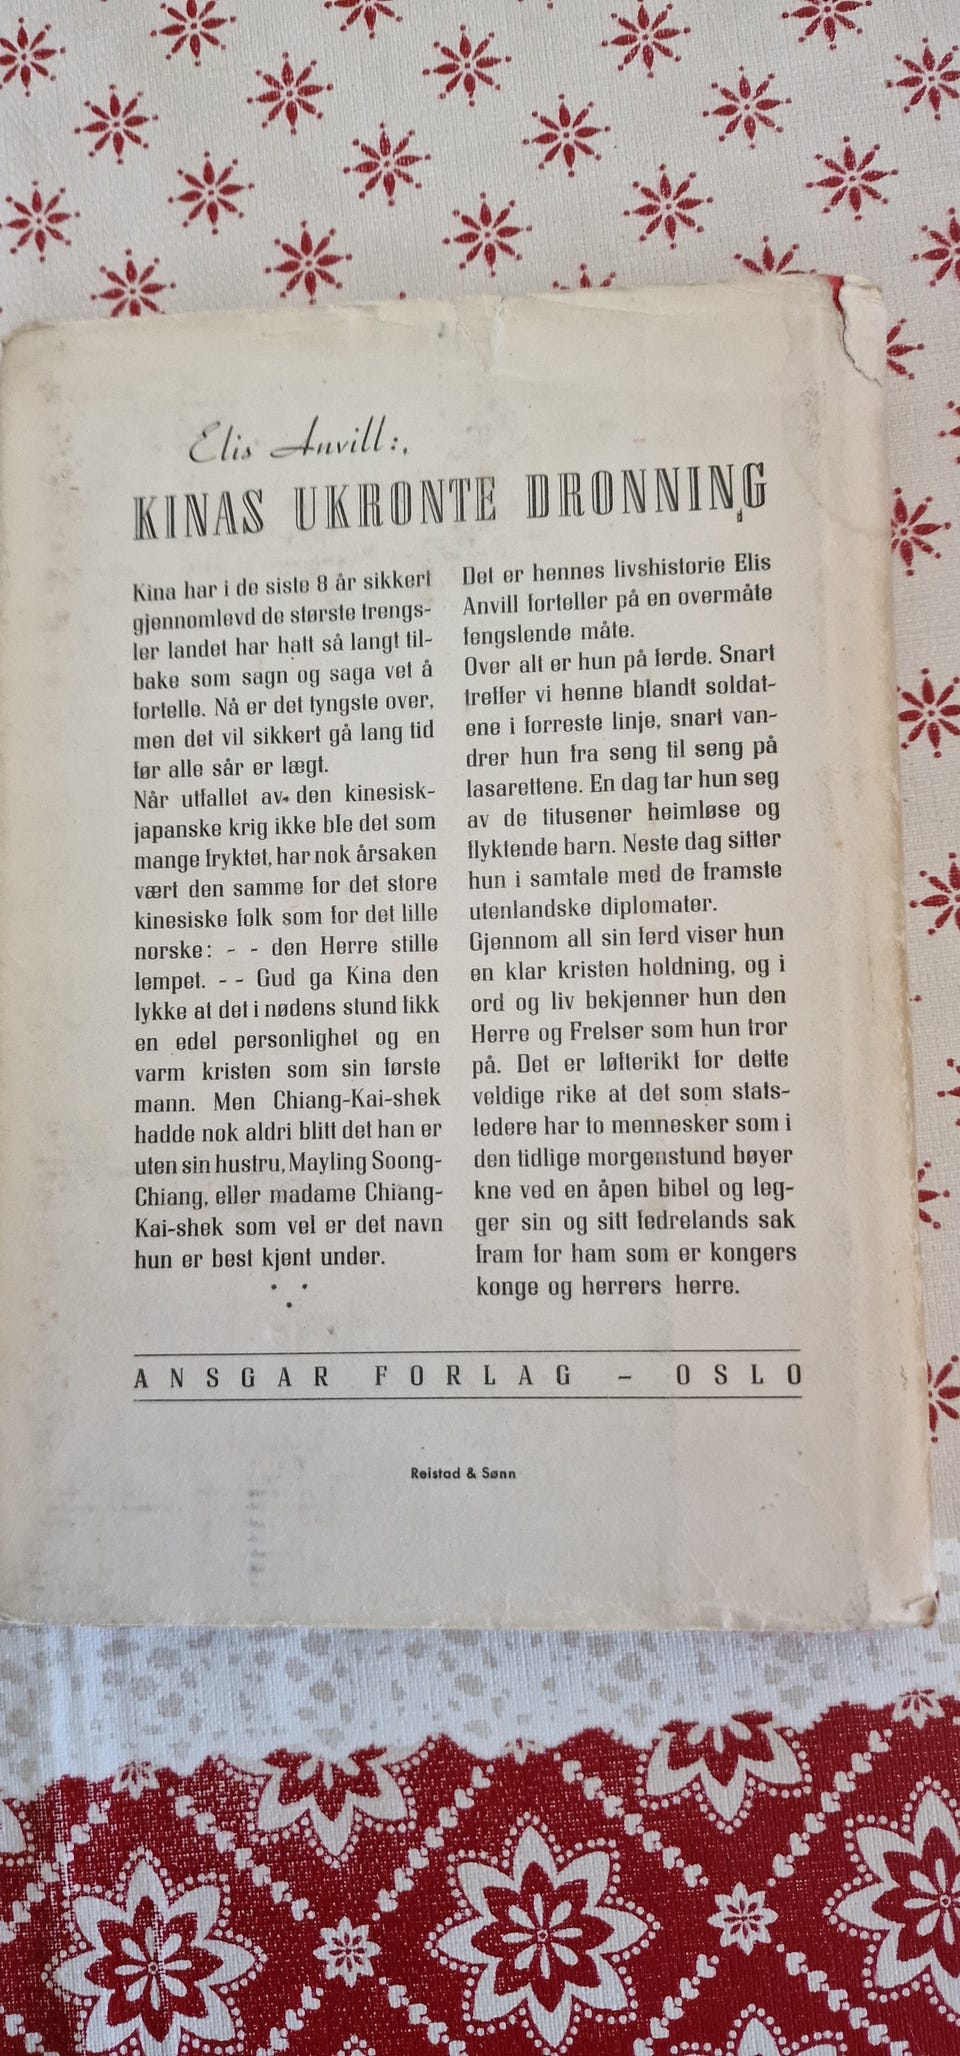 Elis Anvill:
KINAS UKRONTE DRONNING
Kina har i de siste 8 år sikkert
gjennomlevd de største trengs-
ler landet har hatt så langt til-
bake som sagn og saga vet å
fortelle. Nå er det tyngste over,
men det vil sikkert gå lang tid
før alle sår er lægt.
Når utfallet av den kinesisk-
japanske krig ikke ble det som
mange fryktet, har nok årsaken
vært den samme for det store
kinesiske folk som for det lille
norske: - - den Herre stille
lempet. - - Gud ga Kina den
lykke at det i nødens stund fikk
en edel personlighet og en
varm kristen som sin første
mann. Men Chiang-Kai-shek
hadde nok aldri blitt det han er
uten sin hustru, Mayling Soong-
Chiang, eller madame Chiang-
Kai-shek som vel er det navn
hun er best kjent under.
Det er hennes livshistorie Elis
Anvill forteller på en overmåte
fengslende måte.
Over alt er hun på ferde. Snart
treffer vi henne blandt soldat-
ene i forreste linje, snart van-
drer hun fra seng til seng på
lasarettene. En dag tar hun seg
av de titusener heimløse og
flyktende barn. Neste dag sitter
hun i samtale med de framste
utenlandske diplomater.
Gjennom all sin ferd viser hun
en klar kristen holdning, og i
ord og liv bekjenner hun den
Herre og Frelser som hun tror
på. Det er løfterikt for dette
veldige rike at det som stats-
ledere har to mennesker som i
den tidlige morgenstund bøyer
kne ved en åpen bibel og leg-
ger sin og sitt fedrelands sak
fram for ham som er kongers
konge og herrers herre.
ANSGAR FORLAG - OSLO
Reistad & Sønn